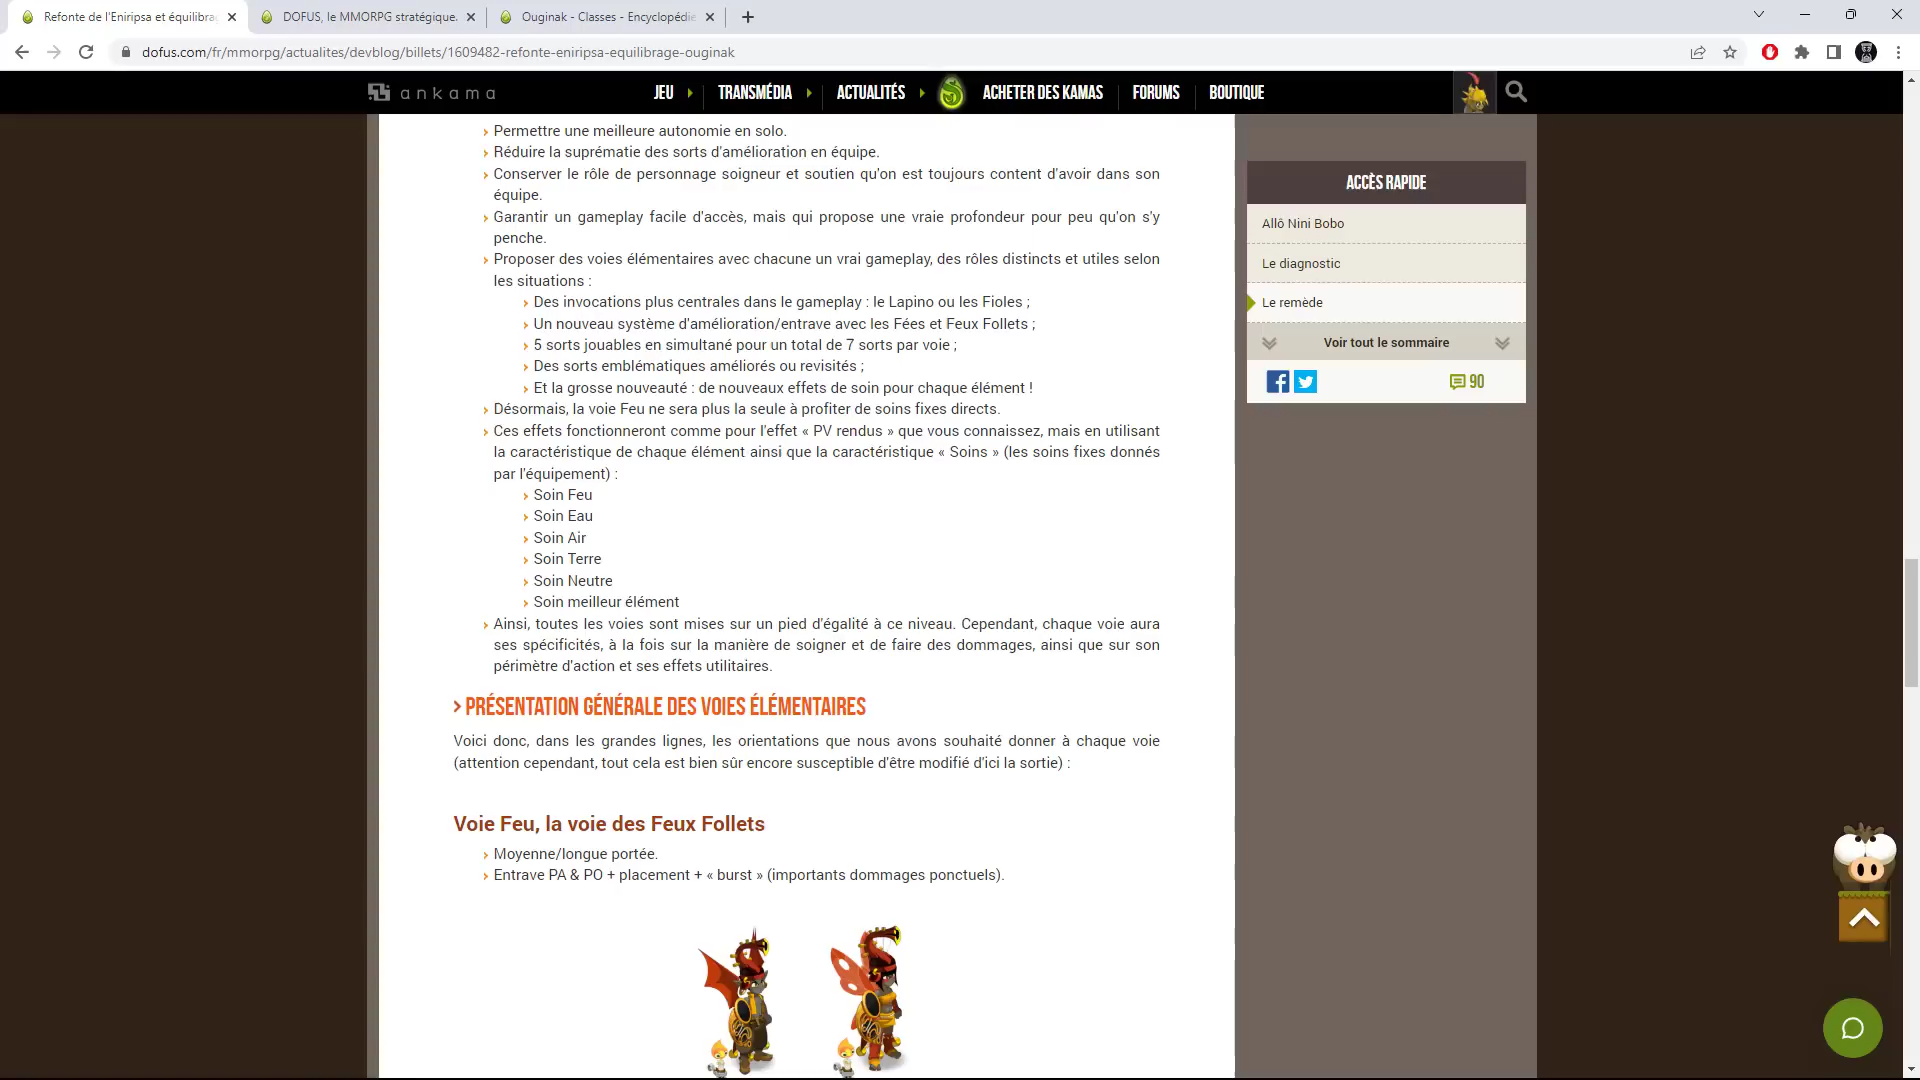 Refonte de l'Eniripsa et équilibra
DOFUS, le MMORPG stratégique.
Ouginak - Classes - Encyclopédie
dofus.com/fr/mmorpg/actualites/devblog/billets/1609482-refonte-eniripsa-equilibrage-ouginak
ankama
JEU
TRANSMÉDIA
ACTUALITÉS
ACHETER DES KAMAS
FORUMS
BOUTIQUE
Permettre une meilleure autonomie en solo.
Réduire la suprématie des sorts d'amélioration en équipe.
Conserver le rôle de personnage soigneur et soutien qu'on est toujours content d'avoir dans son
équipe.
Garantir un gameplay facile d'accès, mais qui propose une vraie profondeur pour peu qu'on s'y
penche.
Proposer des voies élémentaires avec chacune un vrai gameplay, des rôles distincts et utiles selon
les situations :
Des invocations plus centrales dans le gameplay : le Lapino ou les Fioles ;
Un nouveau système d'amélioration/entrave avec les Fées et Feux Follets ;
5 sorts jouables en simultané pour un total de 7 sorts par voie ;
Des sorts emblématiques améliorés ou revisités ;
Et la grosse nouveauté : de nouveaux effets de soin pour chaque élément !
Désormais, la voie Feu ne sera plus la seule à profiter de soins fixes directs.
Ces effets fonctionneront comme pour l'effet « PV rendus » que vous connaissez, mais en utilisant
la caractéristique de chaque élément ainsi que la caractéristique « Soins » (les soins fixes donnés
par l'équipement) :
Soin Feu
Soin Eau
Soin Air
Soin Terre
Soin Neutre
Soin meilleur élément
Ainsi, toutes les voies sont mises sur un pied d'égalité à ce niveau. Cependant, chaque voie aura
ses spécificités, à la fois sur la manière de soigner et de faire des dommages, ainsi que sur son
périmètre d'action et ses effets utilitaires.
> PRÉSENTATION GÉNÉRALE DES VOIES ÉLÉMENTAIRES
Voici donc, dans les grandes lignes, les orientations que nous avons souhaité donner à chaque voie
(attention cependant, tout cela est bien sûr encore susceptible d'être modifié d'ici la sortie) :
Voie Feu, la voie des Feux Follets
Moyenne/longue portée.
Entrave PA & PO + placement + « burst » (importants dommages ponctuels).
ACCÈS RAPIDE
Allô Nini Bobo
Le diagnostic
Le remède
Voir tout le sommaire
90